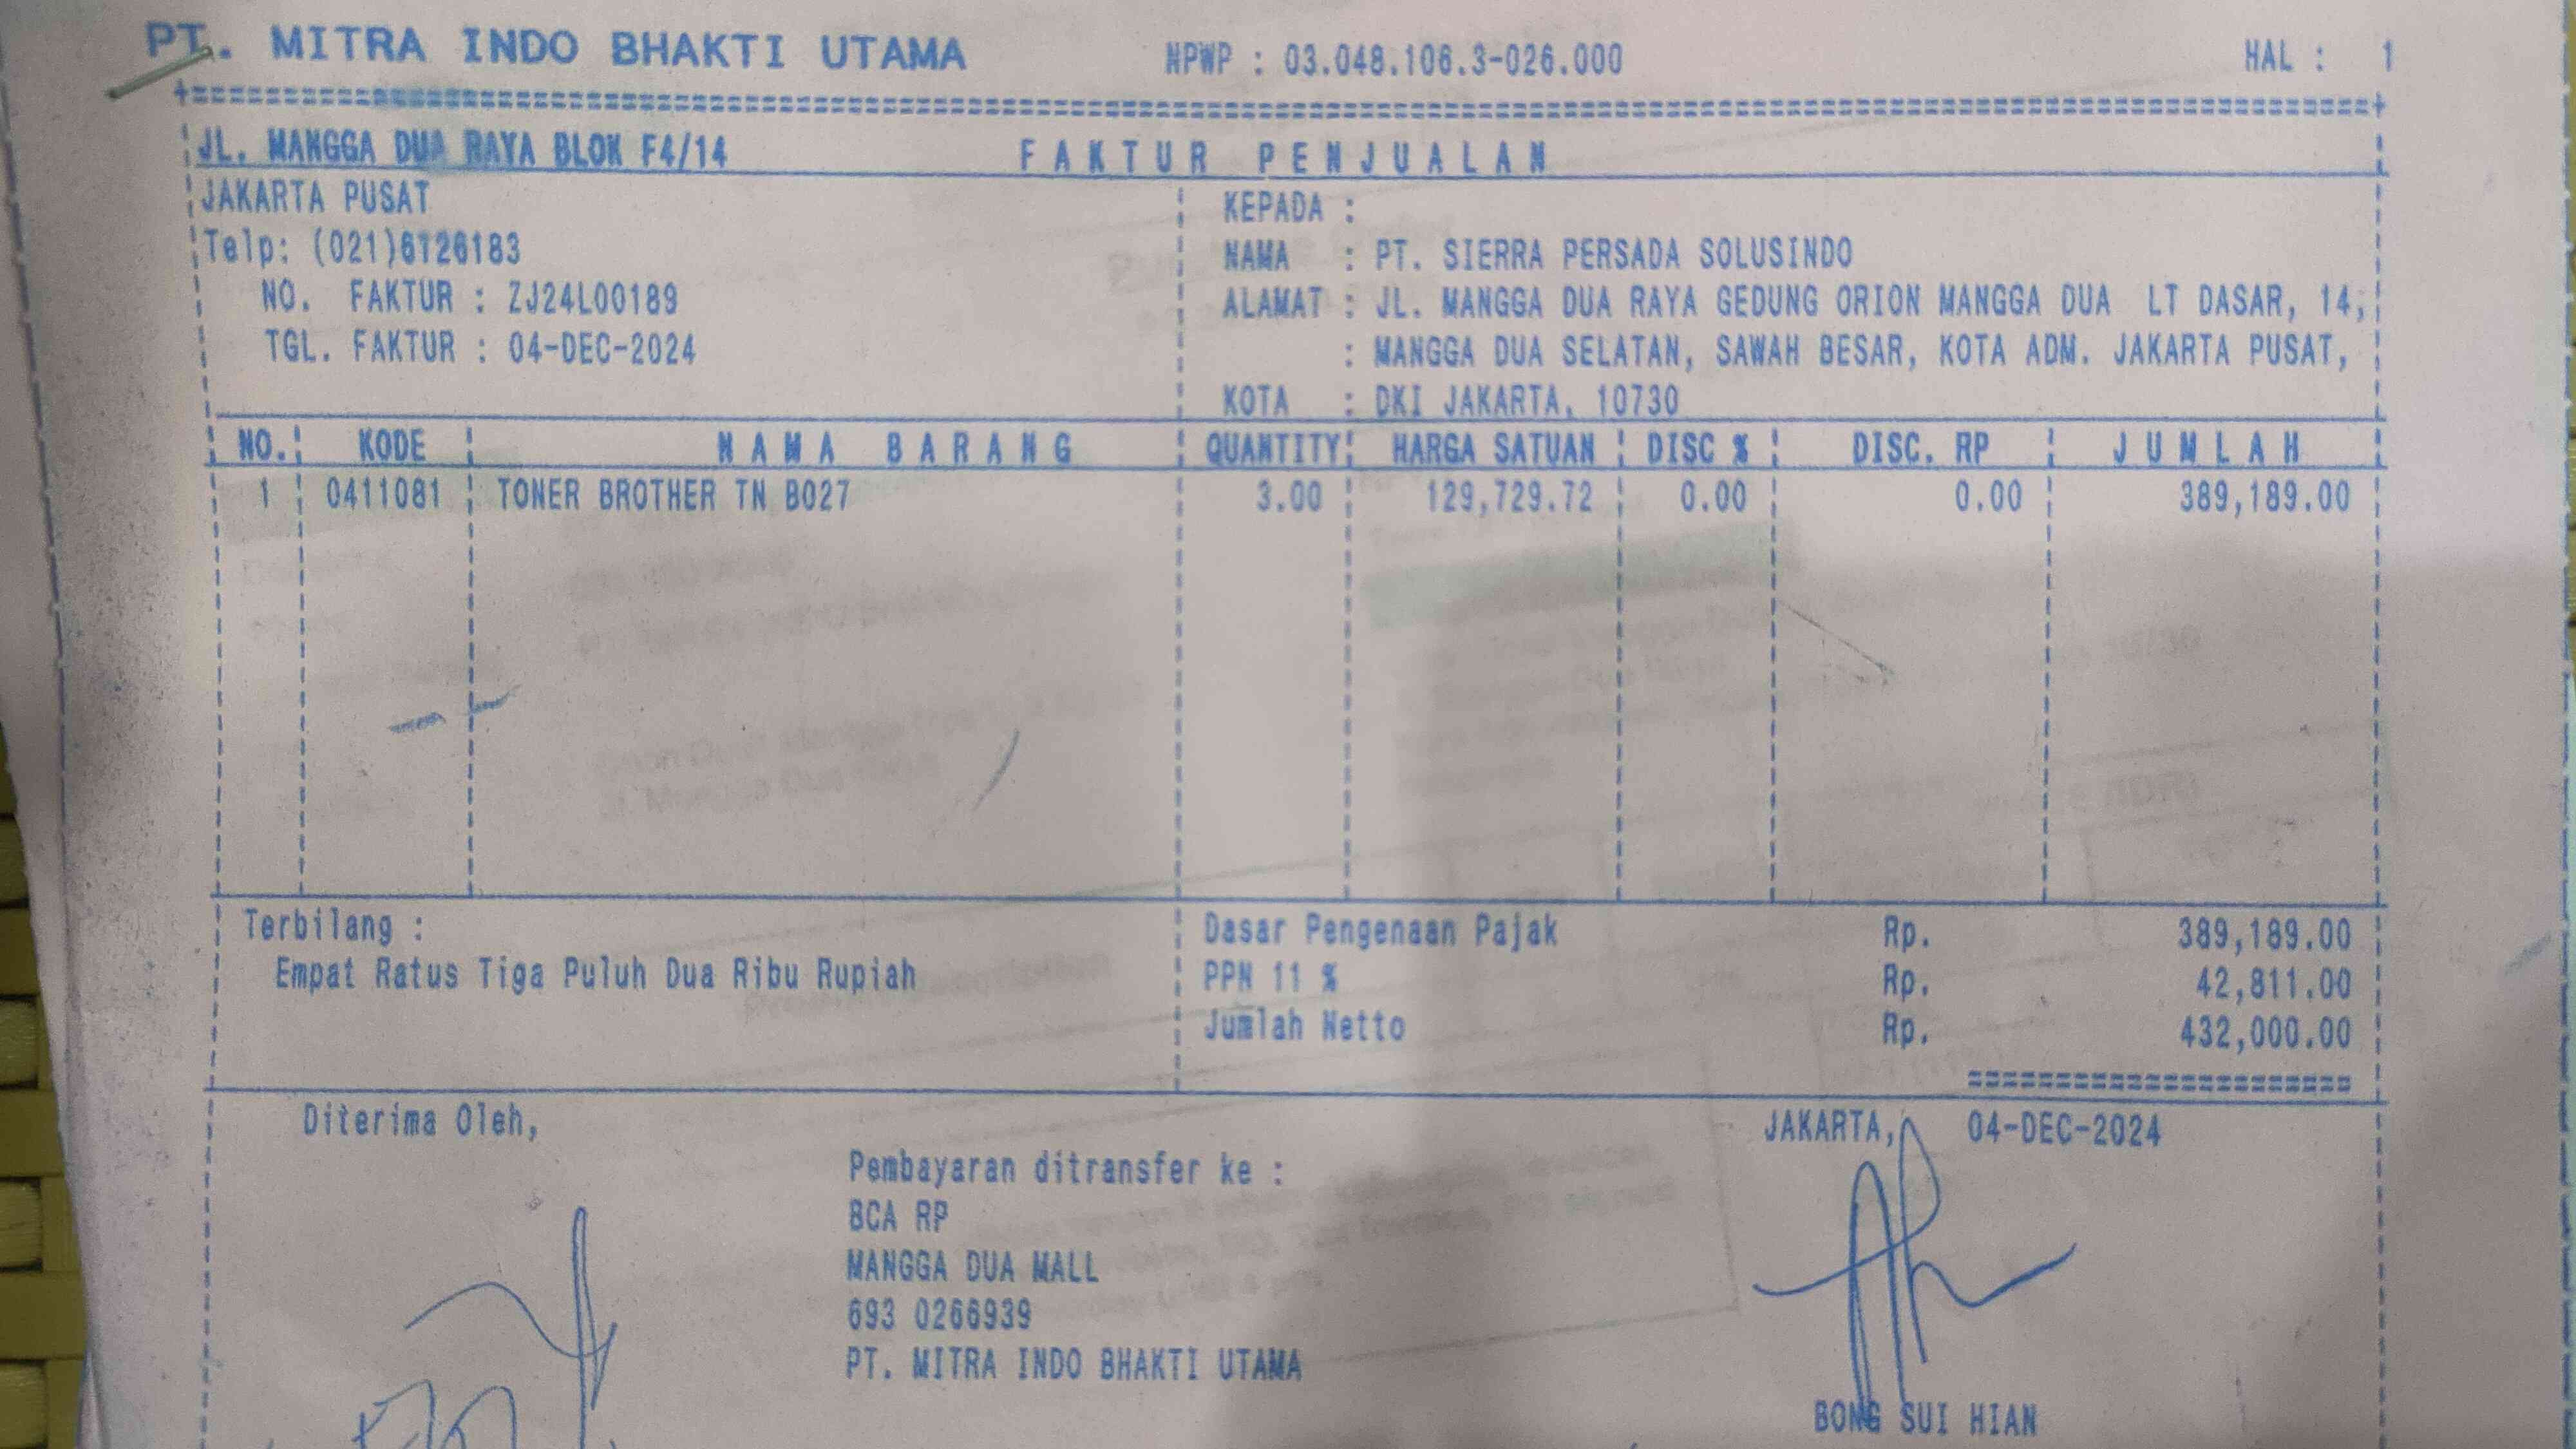 PT. MITRA INDO BHAKTI UTAMA NPWP : 03.048.106.3-026.000 HAL : 1
JL. MANGGA DUA RAYA BLOK F4/14 FAKTUR PENJUALAN
JAKARTA PUSAT
Telp: (021)6126183
NO. FAKTUR : ZJ24L00189
TGL. FAKTUR : 04-DEC-2024
KEPADA :
NAMA : PT. SIERRA PERSADA SOLUSINDO
ALAMAT : JL. MANGGA DUA RAYA GEDUNG ORION MANGGA DUA LT DASAR, 14,
: MANGGA DUA SELATAN, SAWAH BESAR, KOTA ADM. JAKARTA PUSAT,
KOTA : DKI JAKARTA, 10730
NO. KODE NAMA BARANG QUANTITY HARGA SATUAN DISC % DISC. RP JUMLAH
1 0411081 TONER BROTHER TN B027 3.00 129,729.72 0.00 0.00 389,189.00
Terbilang :
Empat Ratus Tiga Puluh Dua Ribu Rupiah
Dasar Pengenaan Pajak Rp. 389,189.00
PPN 11 % Rp. 42,811.00
Jumlah Netto Rp. 432,000.00
Diterima Oleh,
Pembayaran ditransfer ke :
BCA RP
MANGGA DUA MALL
693 0266939
PT. MITRA INDO BHAKTI UTAMA
JAKARTA, 04-DEC-2024
BONG SUI HIAN